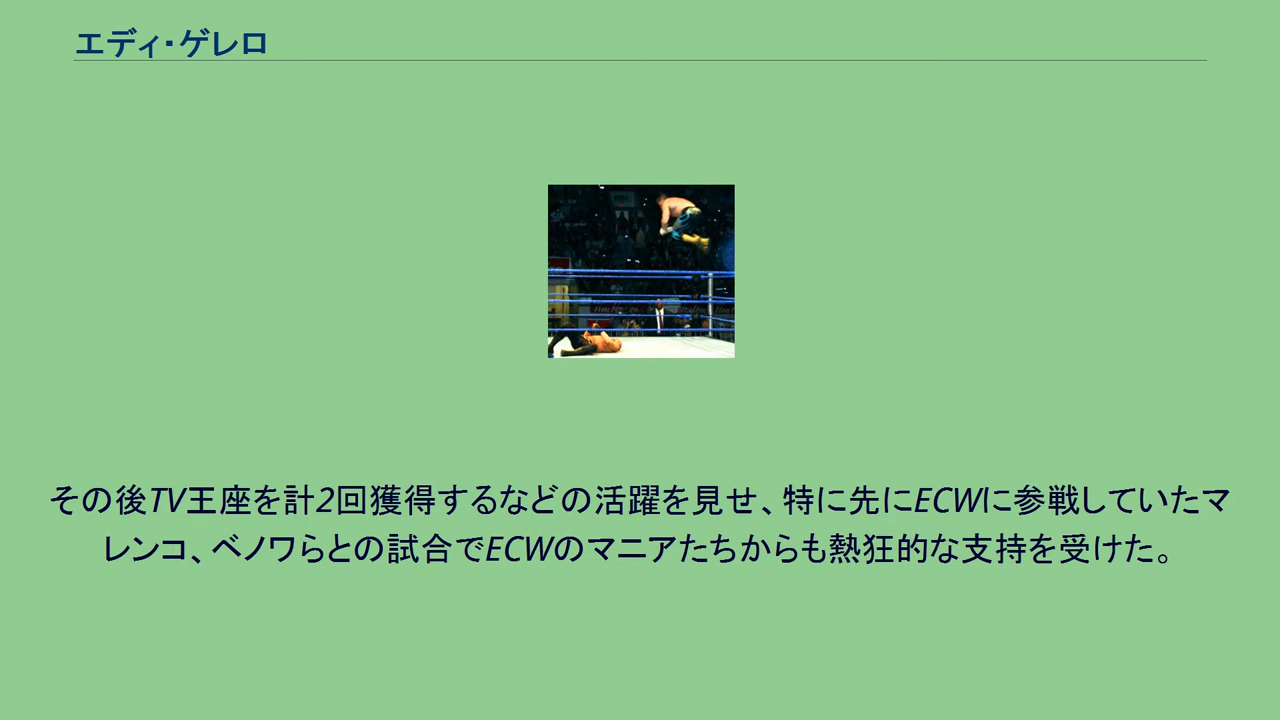 エディ・ゲレロ
その後TV王座を計2回獲得するなどの活躍を見せ、特に先にECWに参戦していたマ
レンコ、ベノワらとの試合でECWのマニアたちからも熱狂的な支持を受けた。